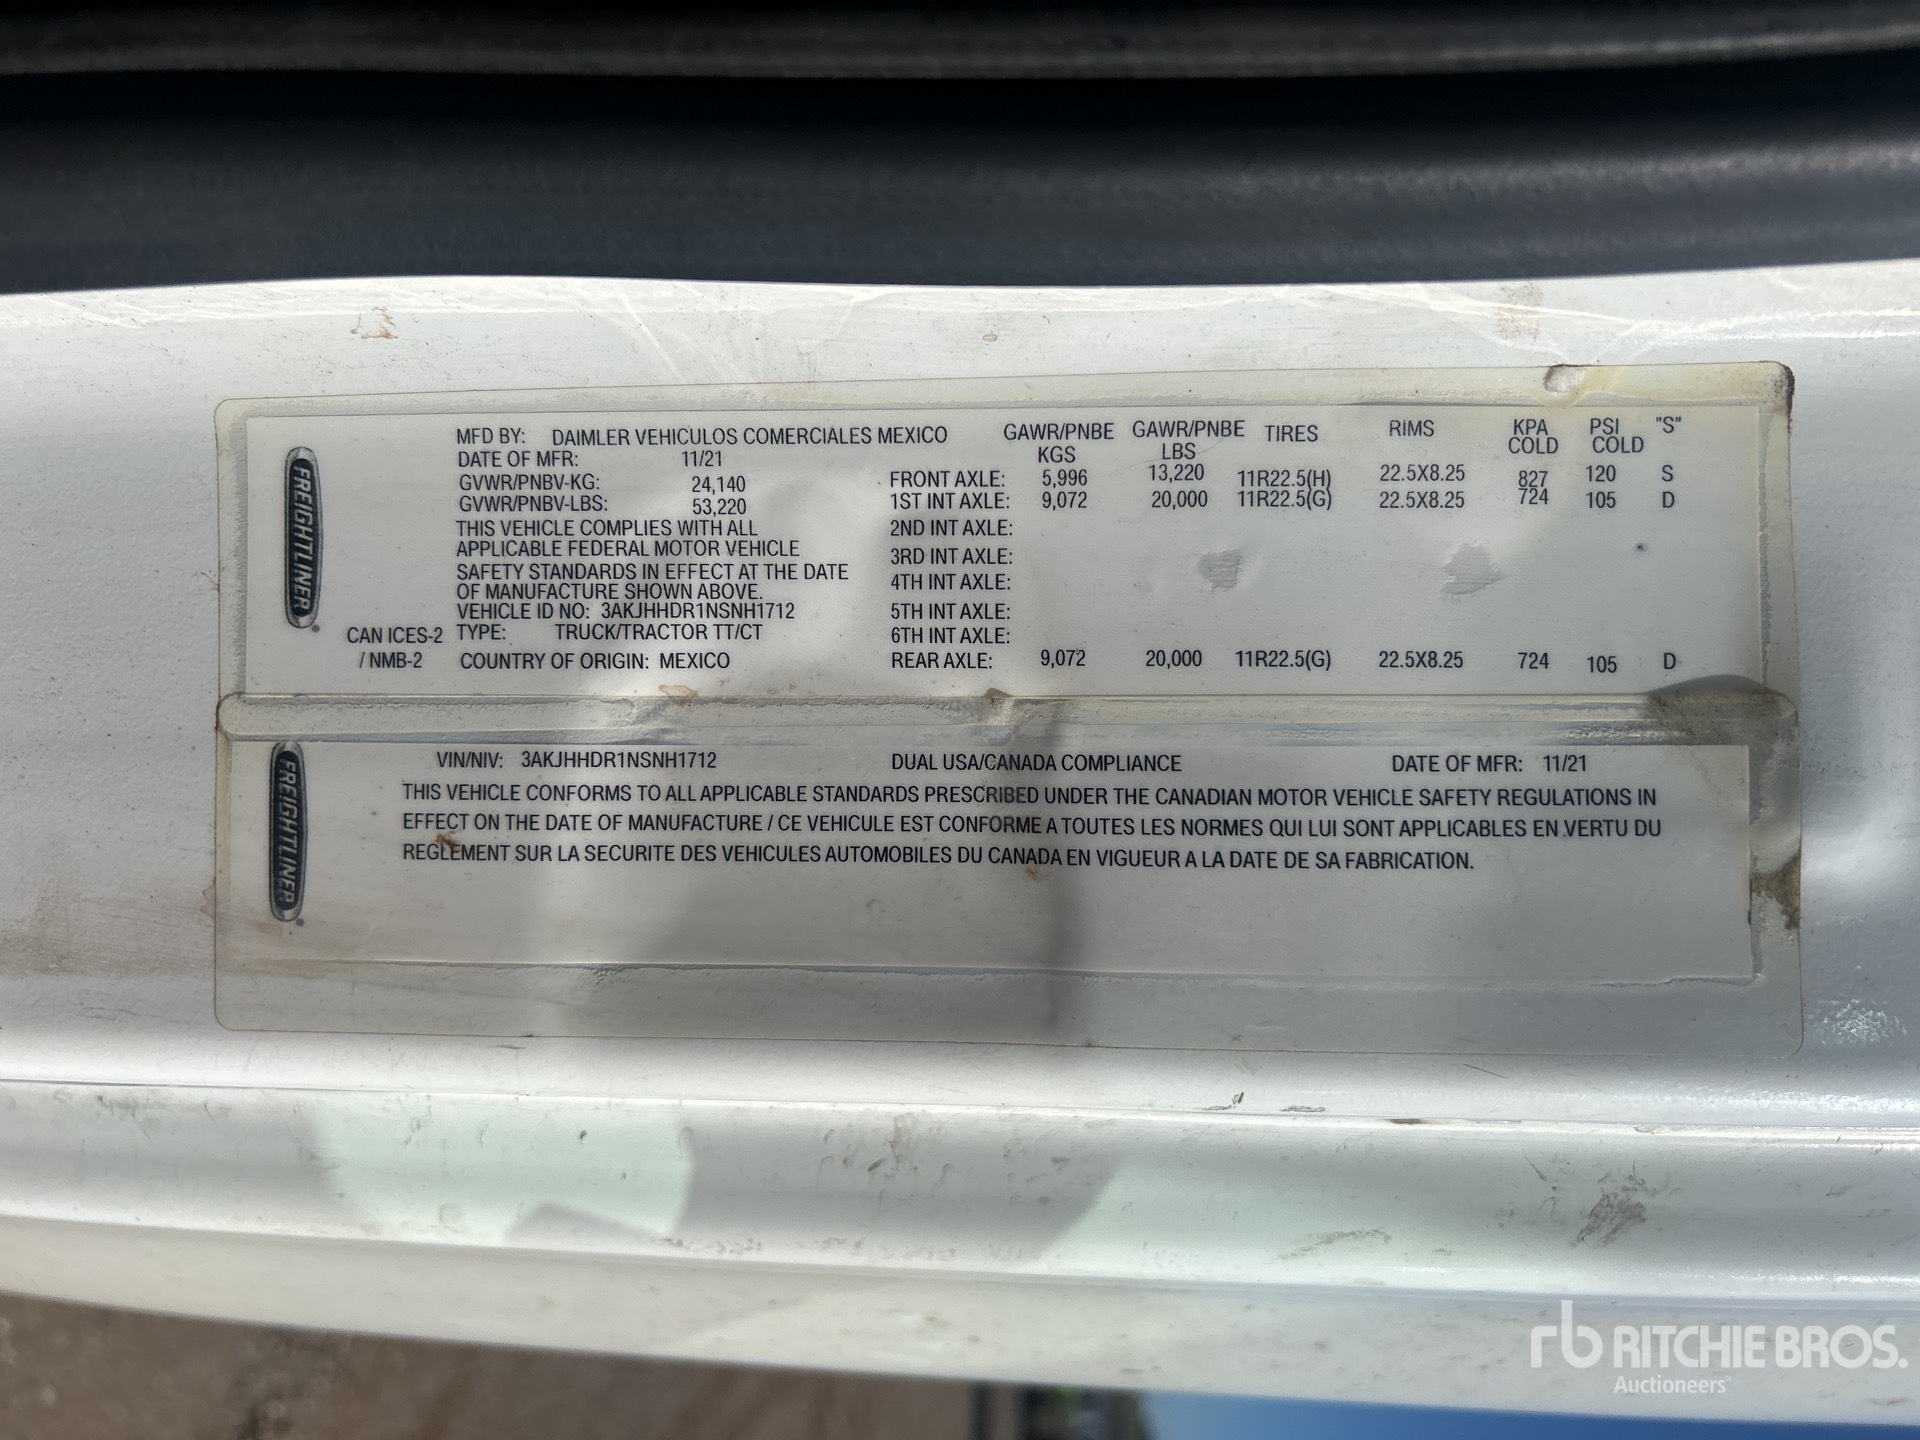 FREIGHTLINER
CAN ICES-2
/ NMB-2
MFD BY: DAIMLER VEHICULOS COMERCIALES MEXICO
DATE OF MFR: 11/21
GVWR/PNBV-KG: 24,140
GVWR/PNBV-LBS: 53,220
THIS VEHICLE COMPLIES WITH ALL
APPLICABLE FEDERAL MOTOR VEHICLE
SAFETY STANDARDS IN EFFECT AT THE DATE
OF MANUFACTURE SHOWN ABOVE.
VEHICLE ID NO: 3AKJHHDR1NSNH1712
TYPE: TRUCK/TRACTOR TT/CT
COUNTRY OF ORIGIN: MEXICO
GAWR/PNBE KGS GAWR/PNBE LBS TIRES RIMS KPA COLD PSI COLD "S"
FRONT AXLE: 5,996 13,220 11R22.5(H) 22.5X8.25 827 120 S
1ST INT AXLE: 9,072 20,000 11R22.5(G) 22.5X8.25 724 105 D
2ND INT AXLE:
3RD INT AXLE:
4TH INT AXLE:
5TH INT AXLE:
6TH INT AXLE:
REAR AXLE: 9,072 20,000 11R22.5(G) 22.5X8.25 724 105 D
FREIGHTLINER
VIN/NIV: 3AKJHHDR1NSNH1712 DUAL USA/CANADA COMPLIANCE DATE OF MFR: 11/21
THIS VEHICLE CONFORMS TO ALL APPLICABLE STANDARDS PRESCRIBED UNDER THE CANADIAN MOTOR VEHICLE SAFETY REGULATIONS IN
EFFECT ON THE DATE OF MANUFACTURE / CE VEHICULE EST CONFORME A TOUTES LES NORMES QUI LUI SONT APPLICABLES EN VERTU DU
REGLEMENT SUR LA SECURITE DES VEHICULES AUTOMOBILES DU CANADA EN VIGUEUR A LA DATE DE SA FABRICATION.
rb RITCHIE BROS.
Auctioneers